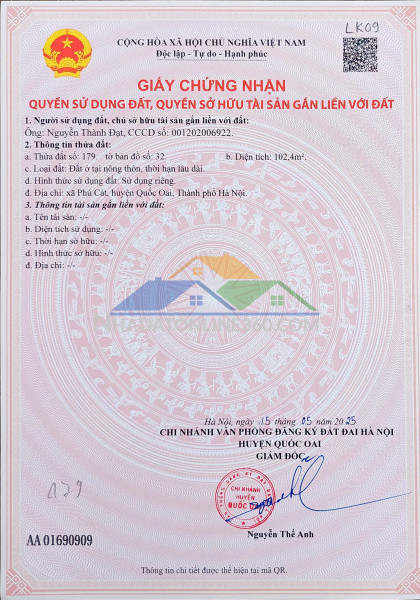 LK09
CỘNG HÒA XÃ HỘI CHỦ NGHĨA VIỆT NAM
Độc lập - Tự do - Hạnh phúc
GIẤY CHỨNG NHẬN
QUYỀN SỬ DỤNG ĐẤT, QUYỀN SỞ HỮU TÀI SẢN GẮN LIỀN VỚI ĐẤT
1. Người sử dụng đất, chủ sở hữu tài sản gắn liền với đất:
Ông: Nguyễn Thành Đạt, CCCD số: 001202006922.
2. Thông tin thửa đất:
a. Thửa đất số: 179 tờ bản đồ số: 32. b. Diện tích: 102,4m².
c. Loại đất: Đất ở tại nông thôn, thời hạn lâu dài.
d. Hình thức sử dụng đất: Sử dụng riêng.
đ. Địa chỉ: xã Phú Cát, huyện Quốc Oai, Thành phố Hà Nội.
3. Thông tin tài sản gắn liền với đất:
a. Tên tài sản: -/-
b. Diện tích sử dụng: -/-
c. Thời hạn sở hữu: -/-
d. Hình thức sở hữu: -/-
đ. Địa chỉ: -/-
NHADATONLINE360.COM
Hà Nội, ngày 15 tháng 05 năm 2025
CHI NHÁNH VĂN PHÒNG ĐĂNG KÝ ĐẤT ĐAI HÀ NỘI
HUYỆN QUỐC OAI
GIÁM ĐỐC
CHI NHÁNH
HUYỆN
QUỐC OAI
179
Nguyễn Thế Anh
AA 01690909
Thông tin chi tiết được thể hiện tại mã QR.